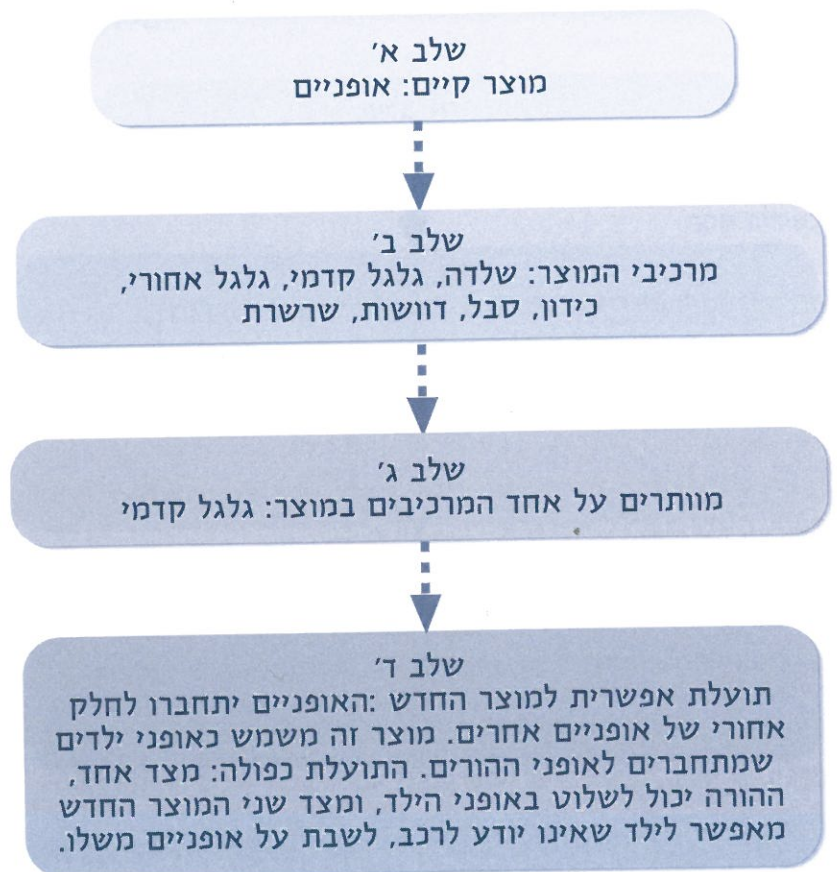 שלב א'
מוצר קיים: אופניים
שלב ב'
מרכיבי המוצר: שלדה, גלגל קדמי, גלגל אחורי,
כידון, סבל, דוושות, שרשרת
שלב ג'
מוותרים על אחד המרכיבים במוצר: גלגל קדמי
שלב ד'
תועלת אפשרית למוצר החדש :האופניים יתחברו לחלק
אחורי של אופניים אחרים. מוצר זה משמש כאופני ילדים
שמתחברים לאופני ההורים. התועלת כפולה: מצד אחד,
ההורה יכול לשלוט באופני הילד, ומצד שני המוצר החדש
מאפשר לילד שאינו יודע לרכב, לשבת על אופניים משלו.